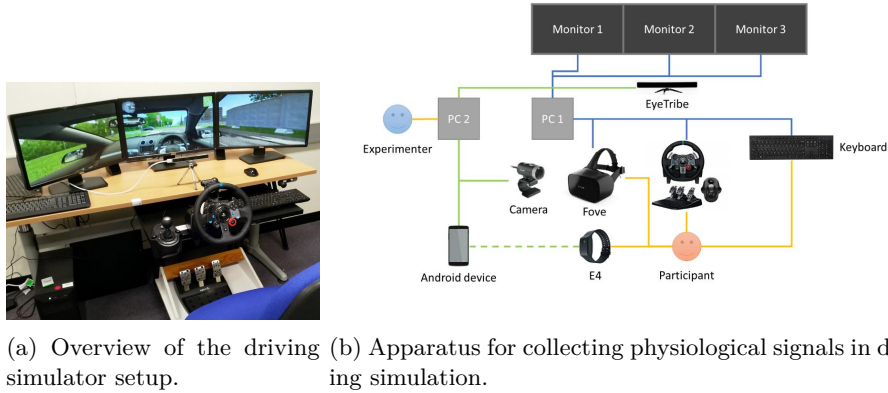 Monitor 1
Monitor 2
Monitor 3
EyeTribe
PC 2
PC 1
Experimenter
Keyboard
Camera
Fove
Android device
E4
Participant
(a) Overview of the driving
simulator setup.
(b) Apparatus for collecting physiological signals in d
ing simulation.